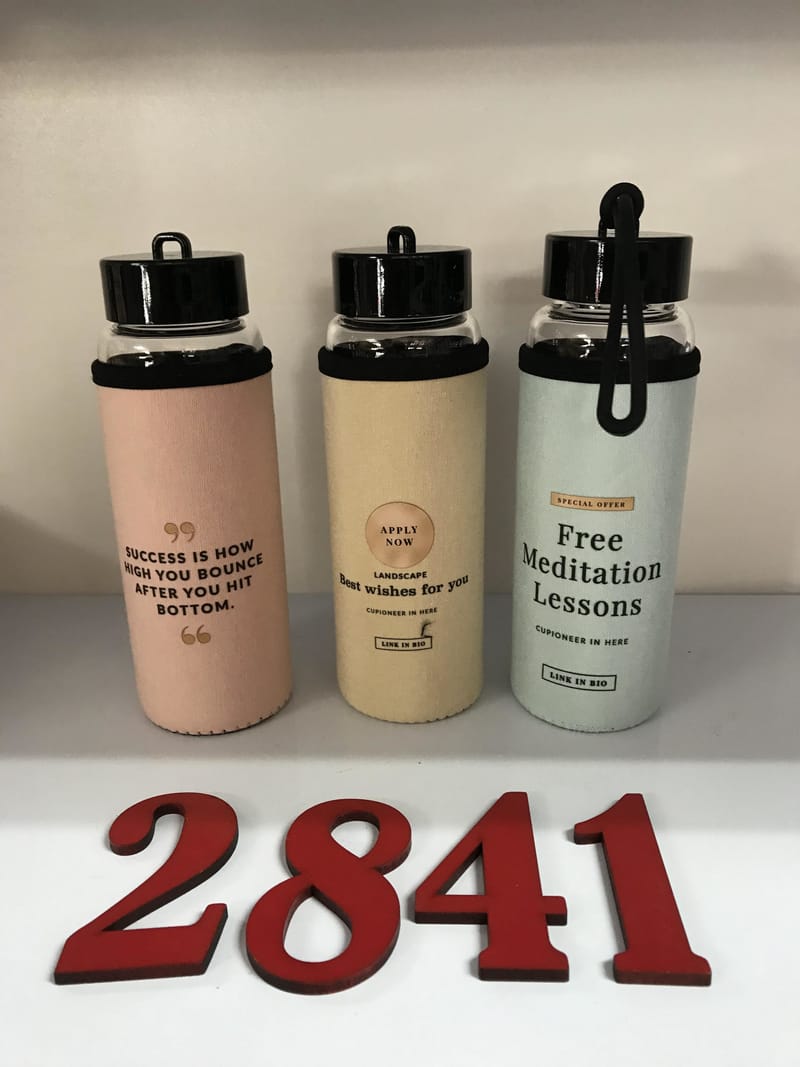 SUCCESS IS HOW
HIGH YOU BOUNCE
AFTER YOU HIT
BOTTOM.
APPLY
NOW
LANDSCAPE
Best wishes for you
CUPIONEER IN HERE
LINK IN BIO
SPECIAL OFFER
Free
Meditation
Lessons
CUPIONEER IN HERE
LINK IN BIO
2841